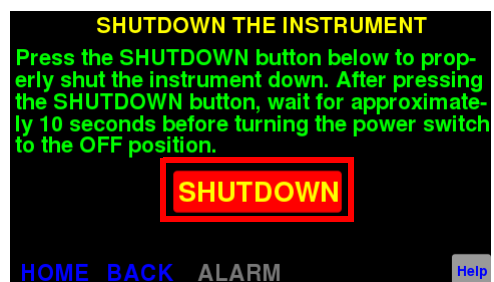 SHUTDOWN THE INSTRUMENT
Press the SHUTDOWN button below to prop-
erly shut the instrument down. After pressing
the SHUTDOWN button, wait for approximate-
ly 10 seconds before turning the power switch
to the OFF position.
SHUTDOWN
HOME BACK ALARM Help